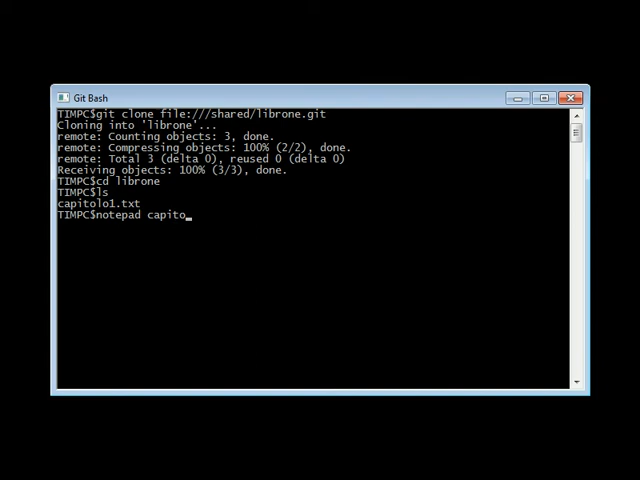 Git Bash
TIMPC$git clone file:///shared/librone.git
Cloning into 'librone'...
remote: Counting objects: 3, done.
remote: Compressing objects: 100% (2/2), done.
remote: Total 3 (delta 0), reused 0 (delta 0)
Receiving objects: 100% (3/3), done.
TIMPC$cd librone
TIMPC$ls
capitolo1.txt
TIMPC$notepad capito_